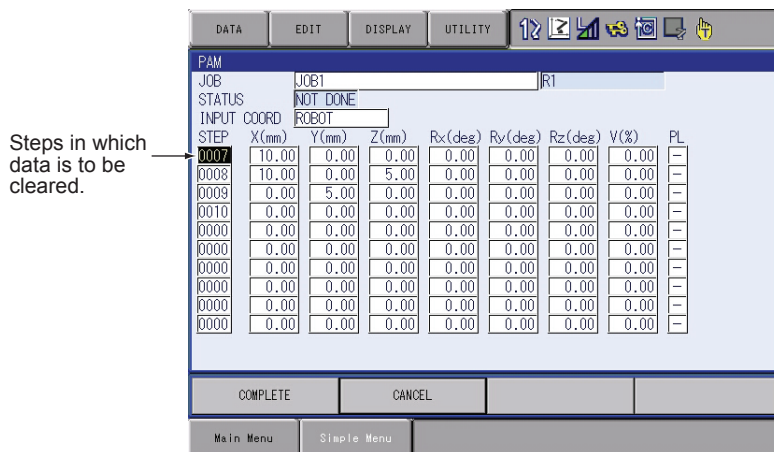 DATA EDIT DISPLAY UTILITY
PAM
JOB JOB1 R1
STATUS NOT DONE
INPUT COORD ROBOT
STEP X(mm) Y(mm) Z(mm) Rx(deg) Ry(deg) Rz(deg) V(%) PL
0007 10.00 0.00 0.00 0.00 0.00 0.00 0.00 –
0008 10.00 0.00 5.00 0.00 0.00 0.00 0.00 –
0009 0.00 5.00 0.00 0.00 0.00 0.00 0.00 –
0010 0.00 0.00 0.00 0.00 0.00 0.00 0.00 –
0000 0.00 0.00 0.00 0.00 0.00 0.00 0.00 –
0000 0.00 0.00 0.00 0.00 0.00 0.00 0.00 –
0000 0.00 0.00 0.00 0.00 0.00 0.00 0.00 –
0000 0.00 0.00 0.00 0.00 0.00 0.00 0.00 –
0000 0.00 0.00 0.00 0.00 0.00 0.00 0.00 –
0000 0.00 0.00 0.00 0.00 0.00 0.00 0.00 –
COMPLETE CANCEL
Main Menu Simple Menu
Steps in which
data is to be
cleared.